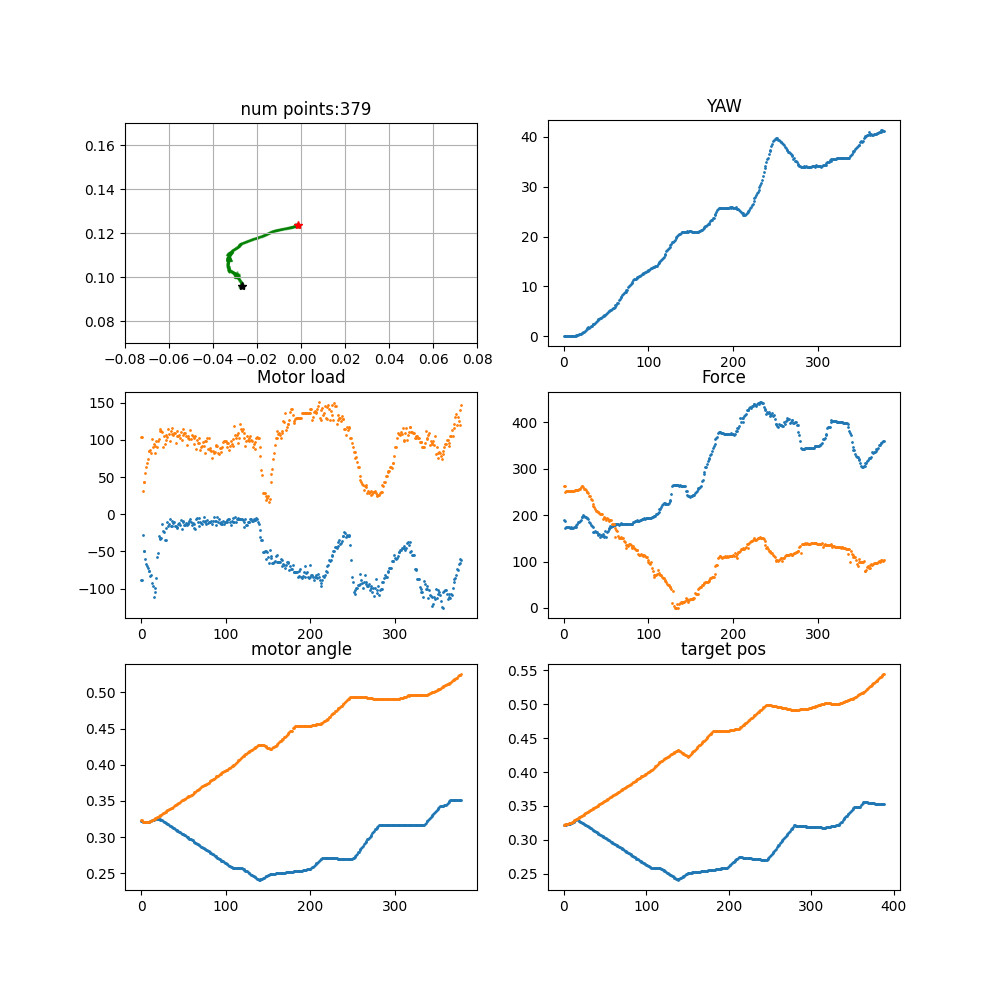 num points:379
0.16
0.14
0.12
0.10
0.08
−0.08 −0.06 −0.04 −0.02 0.00 0.02 0.04 0.06 0.08
YAW
40
30
20
10
0
0 100 200 300
Motor load
150
100
50
0
−50
−100
0 100 200 300
Force
400
300
200
100
0
0 100 200 300
motor angle
0.50
0.45
0.40
0.35
0.30
0.25
0 100 200 300
target pos
0.55
0.50
0.45
0.40
0.35
0.30
0.25
0 100 200 300 400